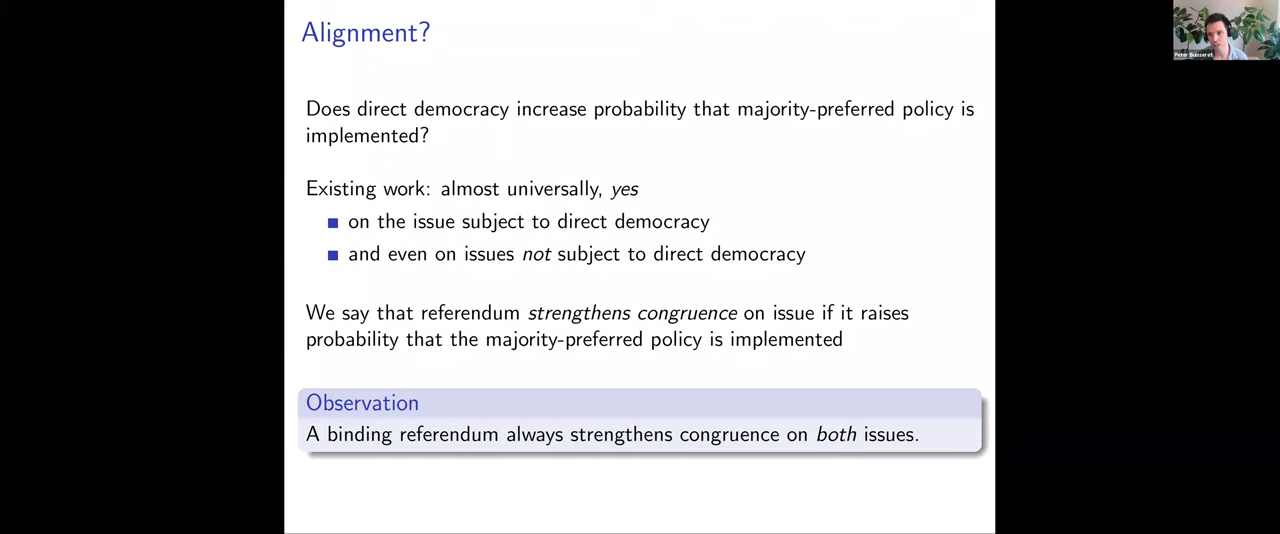 Alignment?
Does direct democracy increase probability that majority-preferred policy is
implemented?
Existing work: almost universally, yes
on the issue subject to direct democracy
and even on issues not subject to direct democracy
We say that referendum strengthens congruence on issue if it raises
probability that the majority-preferred policy is implemented
Observation
A binding referendum always strengthens congruence on both issues.
Peter Buisseret